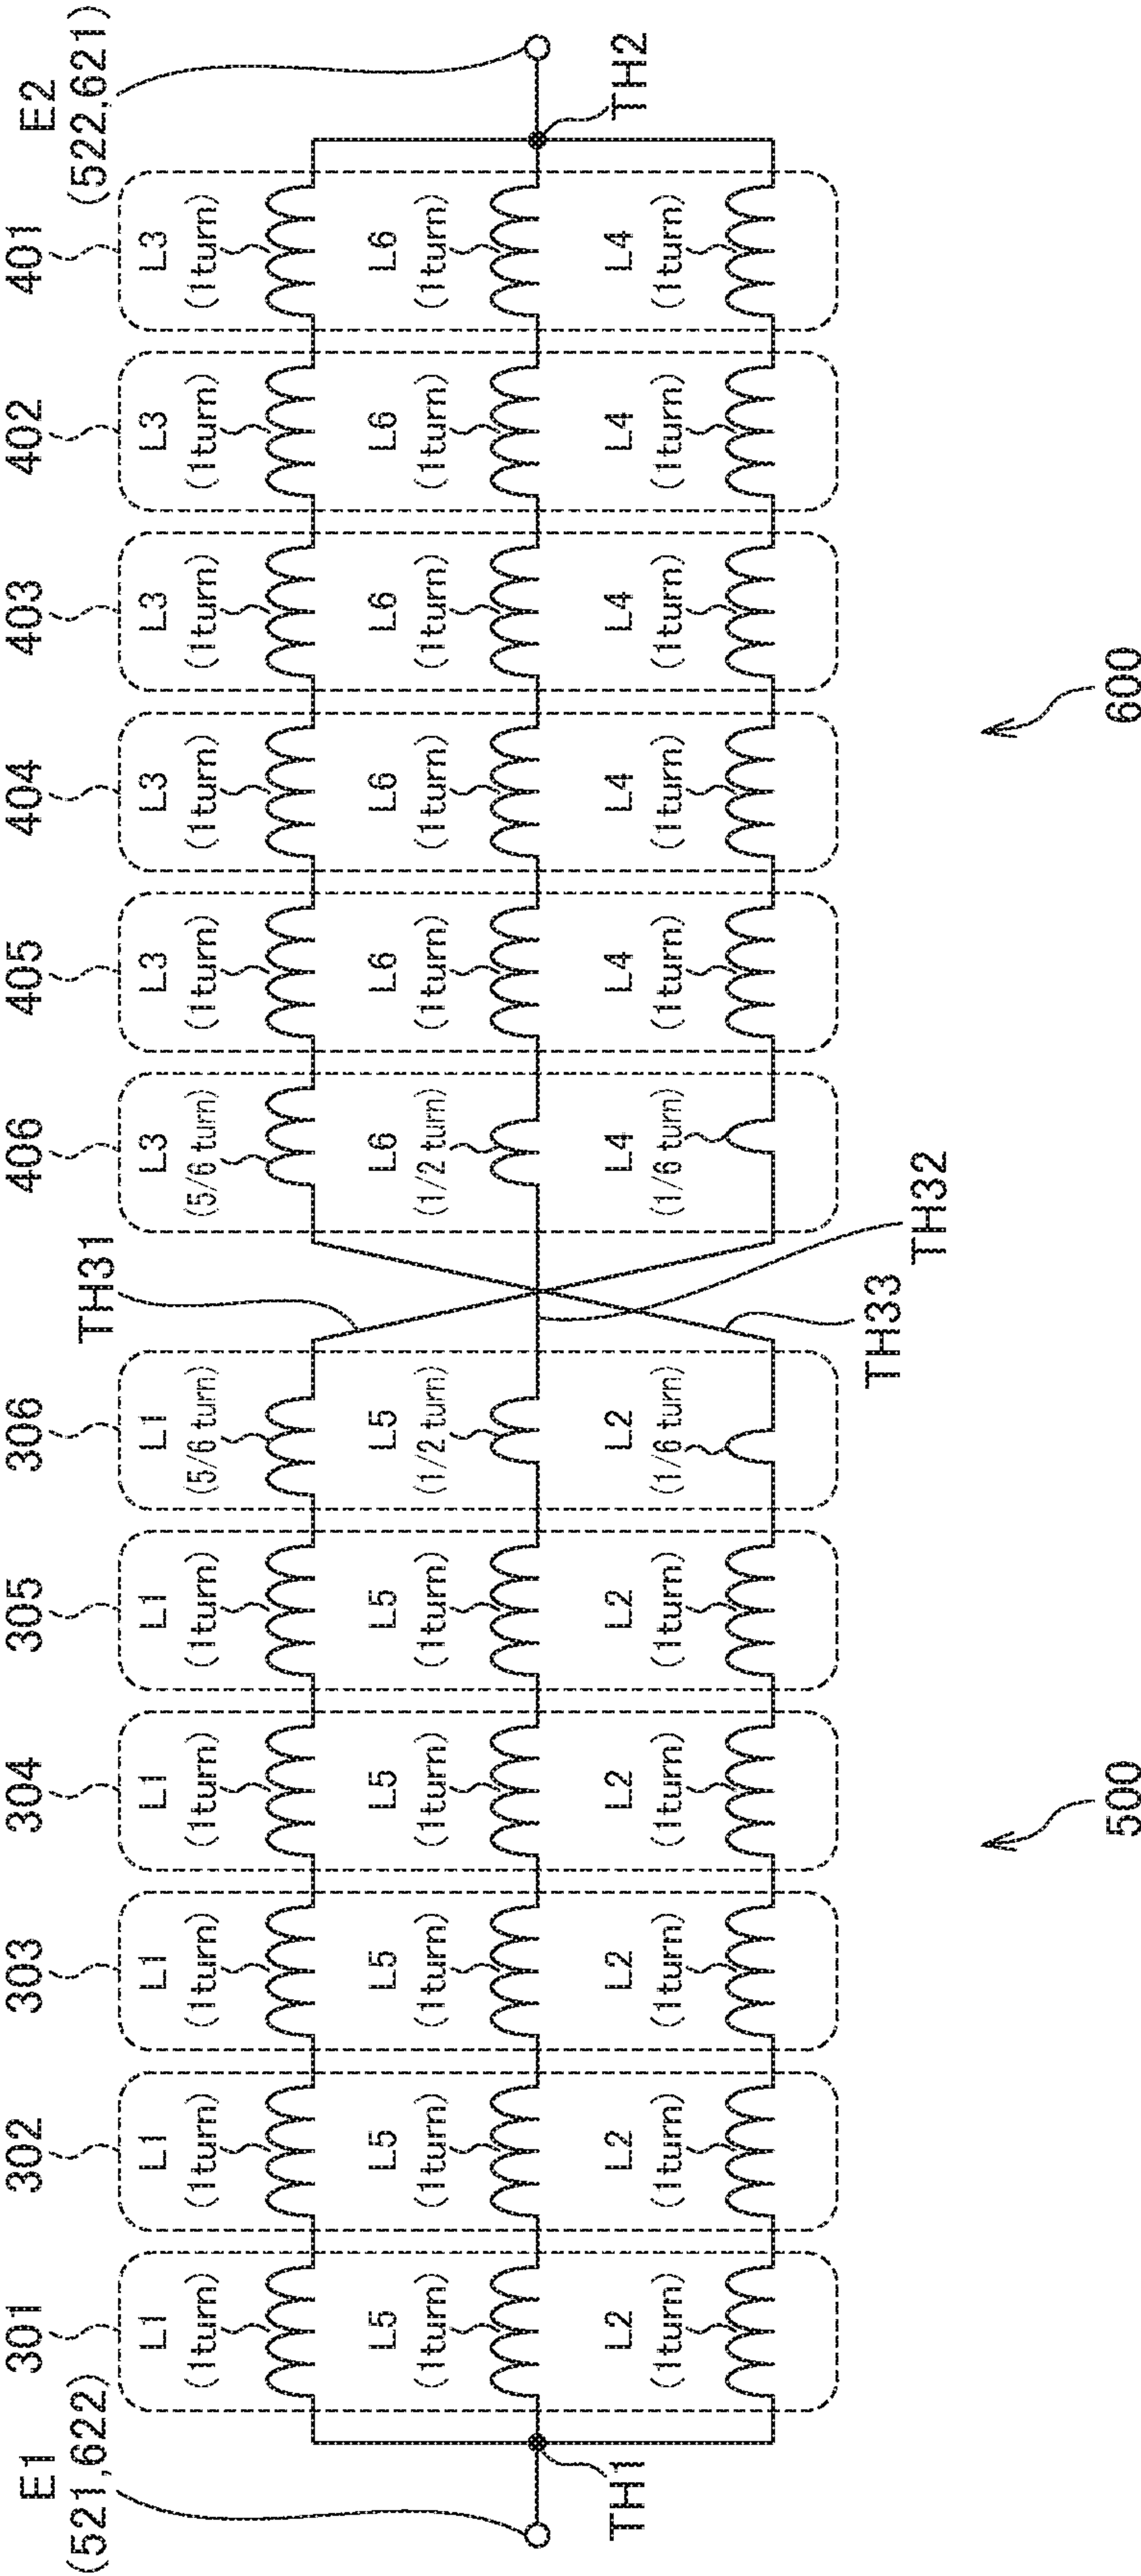 E1
(521,622)
301
302
303
304
305
306
406
405
404
403
402
401
E2
(522,621)
L1
(1turn)
L1
(1turn)
L1
(1turn)
L1
(1turn)
L1
(1turn)
L1
(5/6 turn)
TH31
L3
(5/6 turn)
L3
(1turn)
L3
(1turn)
L3
(1turn)
L3
(1turn)
L3
(1turn)
L5
(1turn)
L5
(1turn)
L5
(1turn)
L5
(1turn)
L5
(1turn)
L5
(1/2 turn)
L6
(1/2 turn)
L6
(1turn)
L6
(1turn)
L6
(1turn)
L6
(1turn)
L6
(1turn)
TH1
TH2
L2
(1turn)
L2
(1turn)
L2
(1turn)
L2
(1turn)
L2
(1turn)
L2
(1/6 turn)
L4
(1/6 turn)
L4
(1turn)
L4
(1turn)
L4
(1turn)
L4
(1turn)
L4
(1turn)
TH33
TH32
500
600